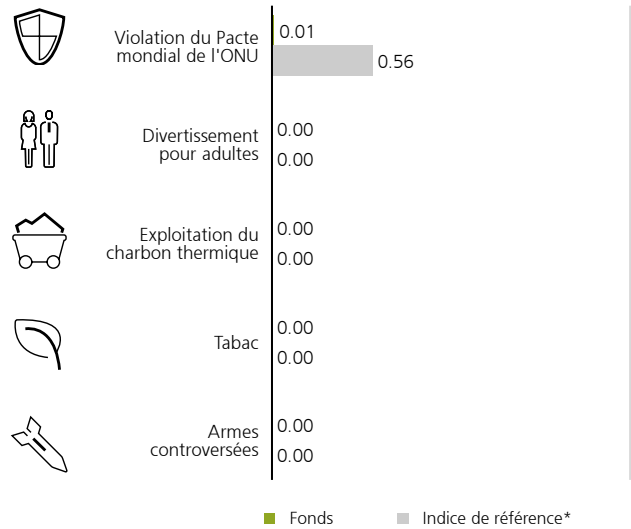 Violation du Pacte
mondial de l'ONU
0.01
0.56
Divertissement
pour adultes
0.00
0.00
Exploitation du
charbon thermique
0.00
0.00
Tabac
0.00
0.00
Armes
controversées
0.00
0.00
Fonds
Indice de référence*